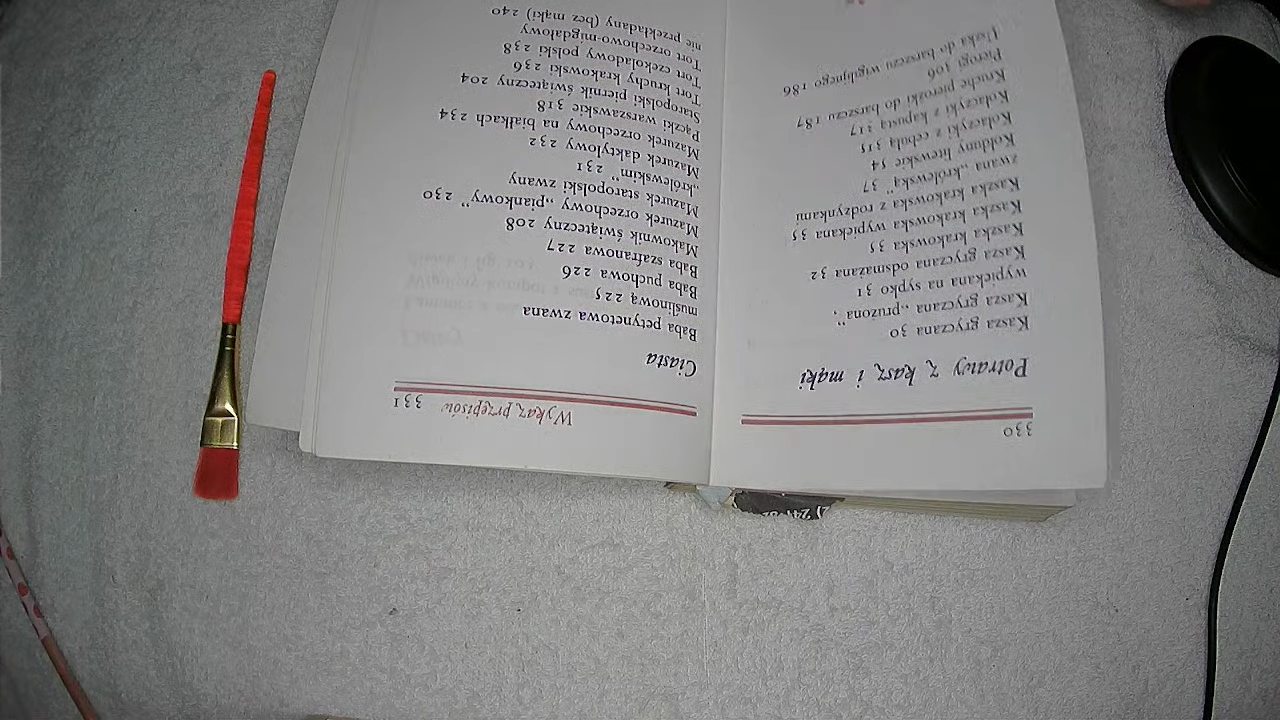 330
Potrawy z kasz i mąki
Kasza gryczana 30
Kasza gryczana „prużona",
wypiekana na sypko 31
Kasza gryczana odsmażana 32
Kaszka krakowska 35
Kaszka krakowska wypiekana 35
Kaszka krakowska z rodzynkami
zwana „królewską" 37
Kołduny litewskie 54
Kołaczyki z cebulą 315
Kołaczyki z kapustą 317
Kruche pierożki do barszczu 187
Pierogi 306
Uszka do barszczu wigilijnego 186
Wykaz przepisów 331
Ciasta
Baba petynetowa zwana
muślinową 225
Baba puchowa 226
Baba szafranowa 227
Makownik świąteczny 208
Mazurek orzechowy „piankowy" 230
Mazurek staropolski zwany
„królewskim" 231
Mazurek daktylowy 232
Mazurek orzechowy na białkach 234
Pączki warszawskie 318
Staropolski piernik świąteczny 204
Tort kruchy krakowski 236
Tort czekoladowy polski 238
Tort orzechowo-migdałowy
nie przekładany (bez mąki) 240